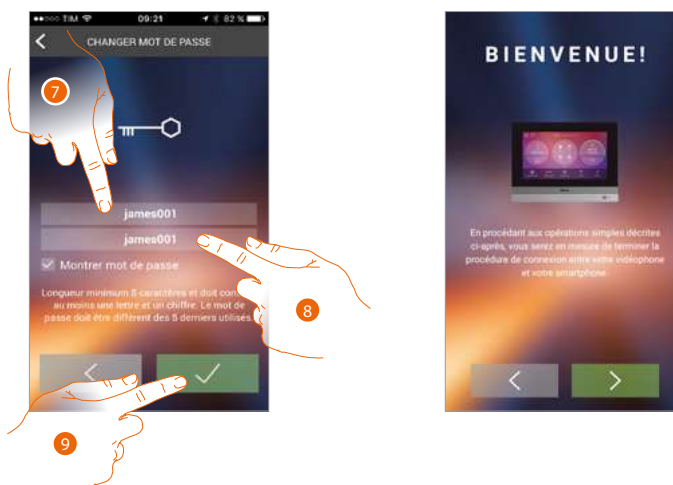 TIM 09:21 82 %
CHANGER MOT DE PASSE
7
james001
james001
Montrer mot de passe
Longueur minimum 8 caractères et doit
au moins une lettre et un chiffre. Le mot de
passe doit être différent des 5 derniers utilisés.
8
9
BIENVENUE!
En procédant aux opérations simples décrites
ci-après, vous serez en mesure de terminer la
procédure de connexion entre votre vidéophone
et votre smartphone.